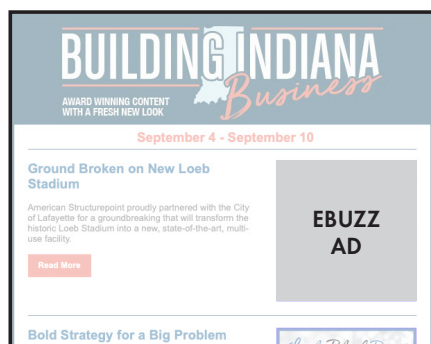 BUILDING INDIANA
Business
AWARD WINNING CONTENT
WITH A FRESH NEW LOOK
September 4 - September 10
Ground Broken on New Loeb
Stadium
American Structurepoint proudly partnered with the City
of Lafayette for a groundbreaking that will transform the
historic Loeb Stadium into a new, state-of-the-art, multi-
use facility.
Read More
EBUZZ
AD
Bold Strategy for a Big Problem